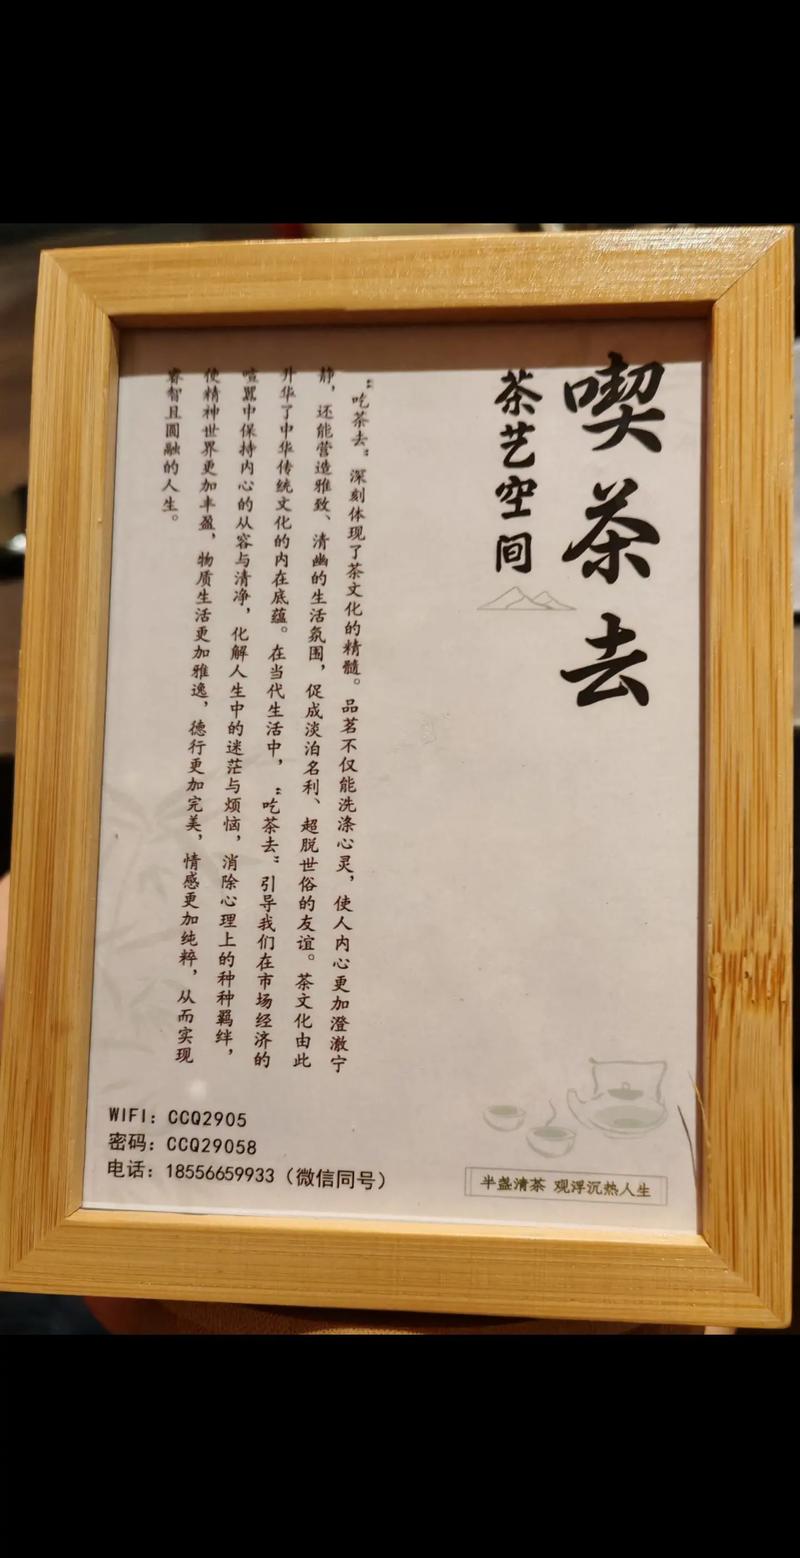 喫茶去
茶艺空间
“吃茶去”深刻体现了茶文化的精髓。品茗不仅能洗涤心灵，使人内心更加澄澈宁
静，还能营造雅致、清幽的生活氛围，促成淡泊名利、超脱世俗的友谊。茶文化由此
升华了中华传统文化的内在底蕴。在当代生活中，“吃茶去”引导我们在市场经济的
喧嚣中保持内心的从容与清净，化解人生中的迷茫与烦恼，消除心理上的种种羁绊，
使精神世界更加丰盈，物质生活更加雅逸，德行更加完美，情感更加纯粹，从而实现
睿智且圆融的人生。
WIFI：CCQ2905
密码：CCQ29058
电话：18556659933（微信同号）
半盏清茶 观浮沉热人生